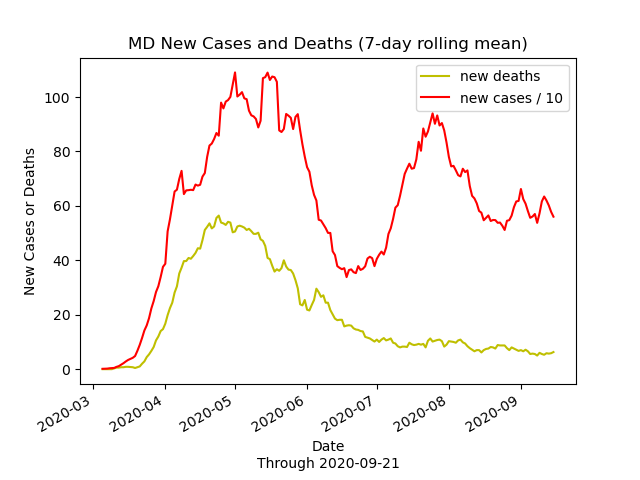 MD New Cases and Deaths (7-day rolling mean)
new deaths
new cases / 10
New Cases or Deaths
100
80
60
40
20
0
2020-03
2020-04
2020-05
2020-06
2020-07
2020-08
2020-09
Date
Through 2020-09-21